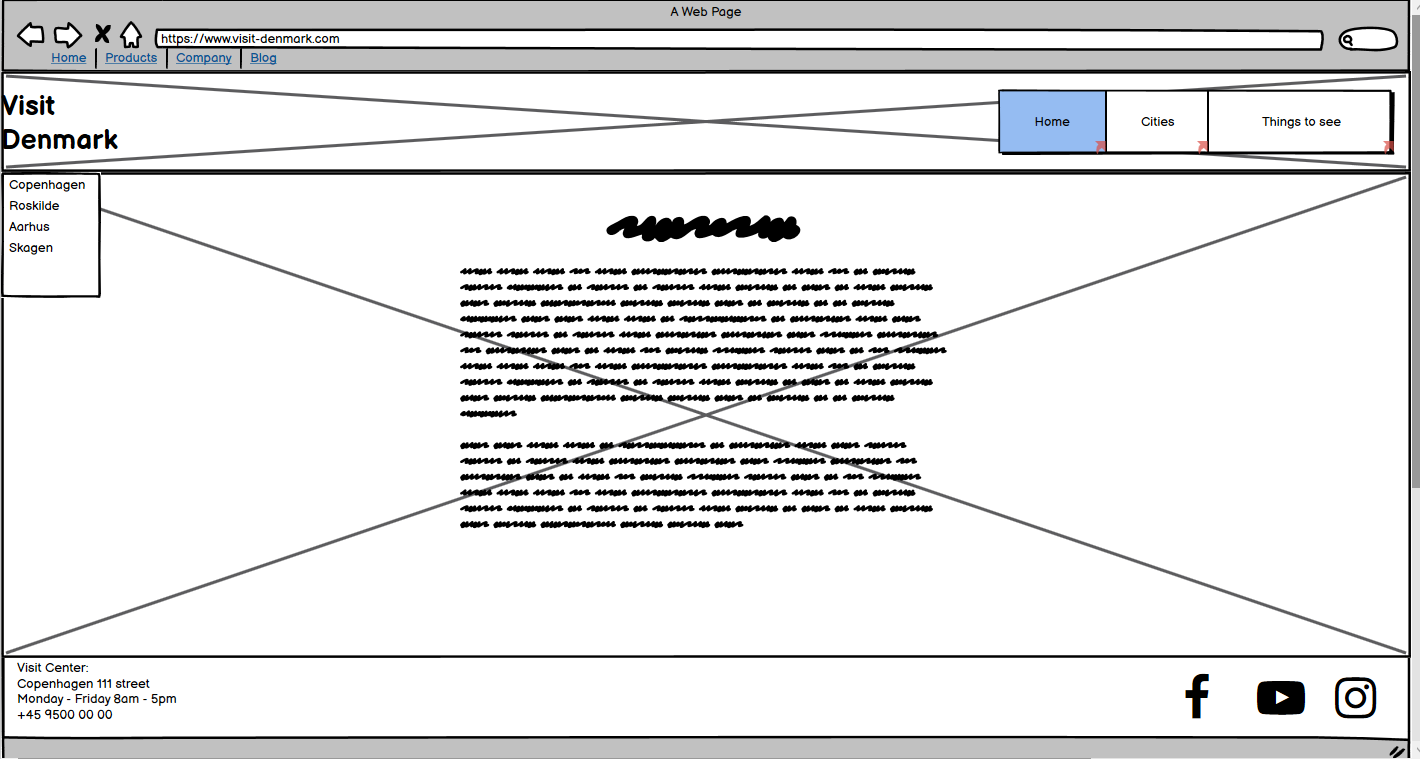 A Web Page
https://www.visit-denmark.com
Home Products Company Blog
Visit
Denmark
Home Cities Things to see
Copenhagen
Roskilde
Aarhus
Skagen
Visit Center:
Copenhagen 111 street
Monday - Friday 8am - 5pm
+45 9500 00 00